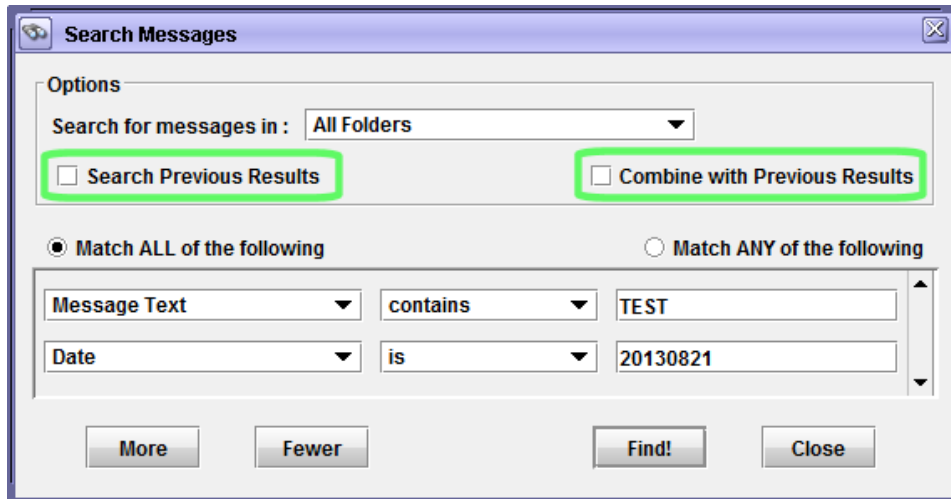 Search Messages
Options
Search for messages in : All Folders
Search Previous Results Combine with Previous Results
Match ALL of the following Match ANY of the following
Message Text contains TEST
Date is 20130821
More Fewer Find! Close